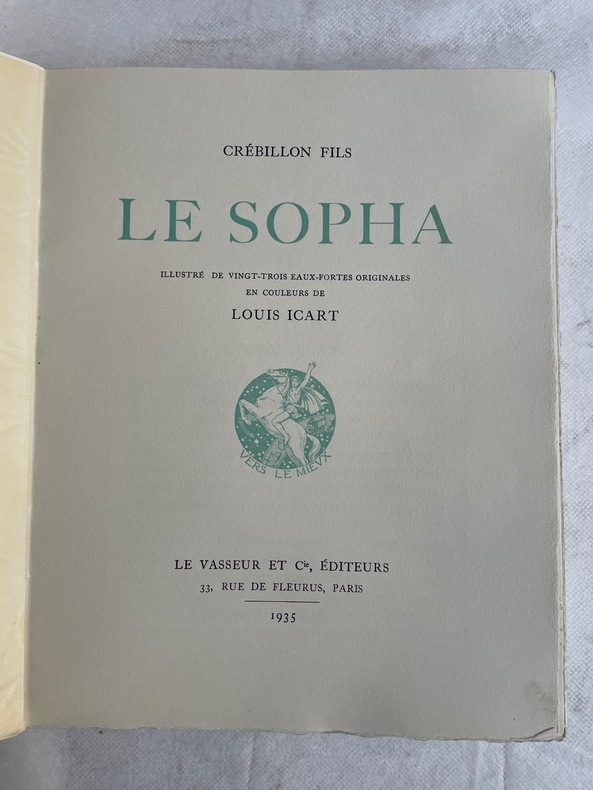 CRÉBILLON FILS
LE SOPHA
ILLUSTRÉ DE VINGT-TROIS EAUX-FORTES ORIGINALES
EN COULEURS DE
LOUIS ICART
VERS LE MIEVX
LE VASSEUR ET Cie, ÉDITEURS
33, RUE DE FLEURUS, PARIS
1935